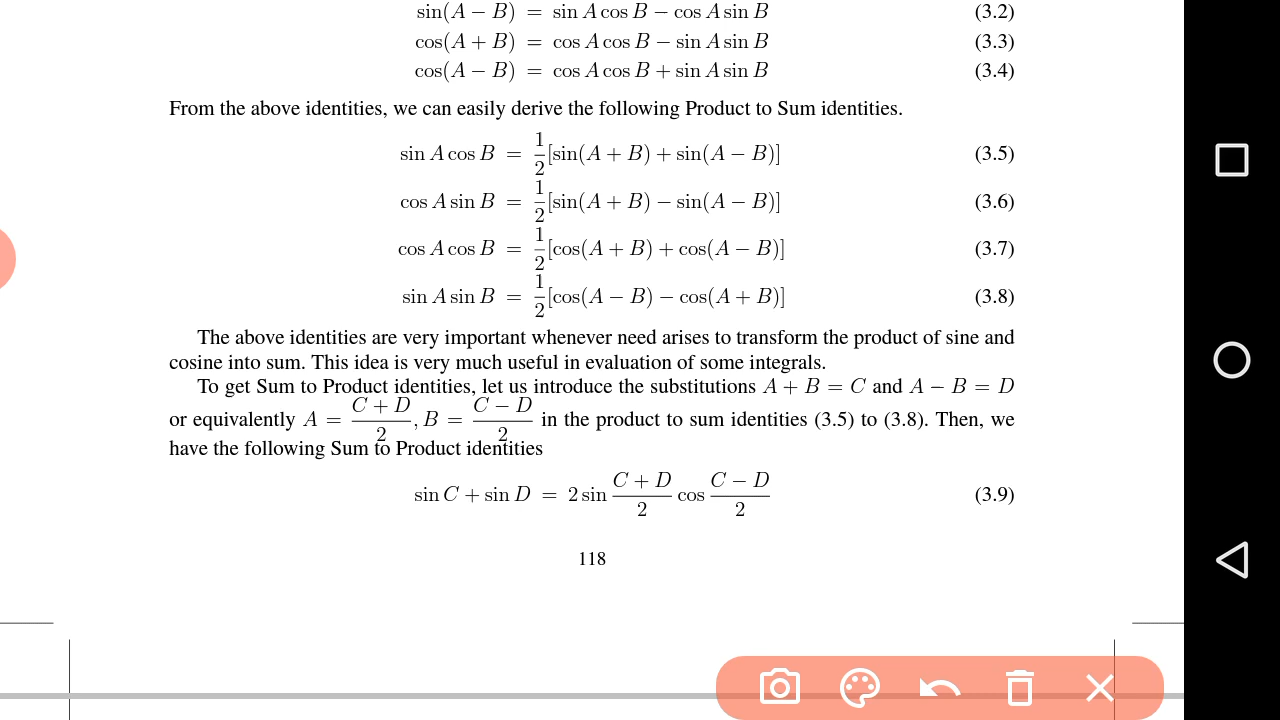 sin(A − B) = sin A cos B − cos A sin B (3.2)
cos(A + B) = cos A cos B − sin A sin B (3.3)
cos(A − B) = cos A cos B + sin A sin B (3.4)
From the above identities, we can easily derive the following Product to Sum identities.
sin A cos B = 1/2[sin(A + B) + sin(A − B)] (3.5)
cos A sin B = 1/2[sin(A + B) − sin(A − B)] (3.6)
cos A cos B = 1/2[cos(A + B) + cos(A − B)] (3.7)
sin A sin B = 1/2[cos(A − B) − cos(A + B)] (3.8)
The above identities are very important whenever need arises to transform the product of sine and
cosine into sum. This idea is very much useful in evaluation of some integrals.
To get Sum to Product identities, let us introduce the substitutions A + B = C and A − B = D
or equivalently A = (C + D)/2, B = (C − D)/2 in the product to sum identities (3.5) to (3.8). Then, we
have the following Sum to Product identities
sin C + sin D = 2 sin (C + D)/2 cos (C − D)/2 (3.9)
118